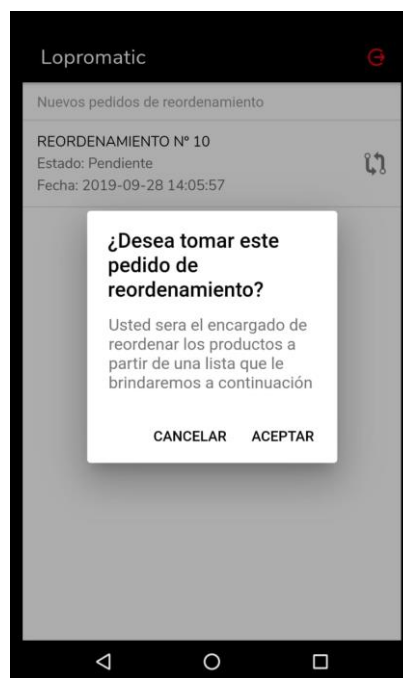 Lopromatic
Nuevos pedidos de reordenamiento
REORDENAMIENTO Nº 10
Estado: Pendiente
Fecha: 2019-09-28 14:05:57
¿Desea tomar este
pedido de
reordenamiento?
Usted sera el encargado de
reordenar los productos a
partir de una lista que le
brindaremos a continuación
CANCELAR ACEPTAR